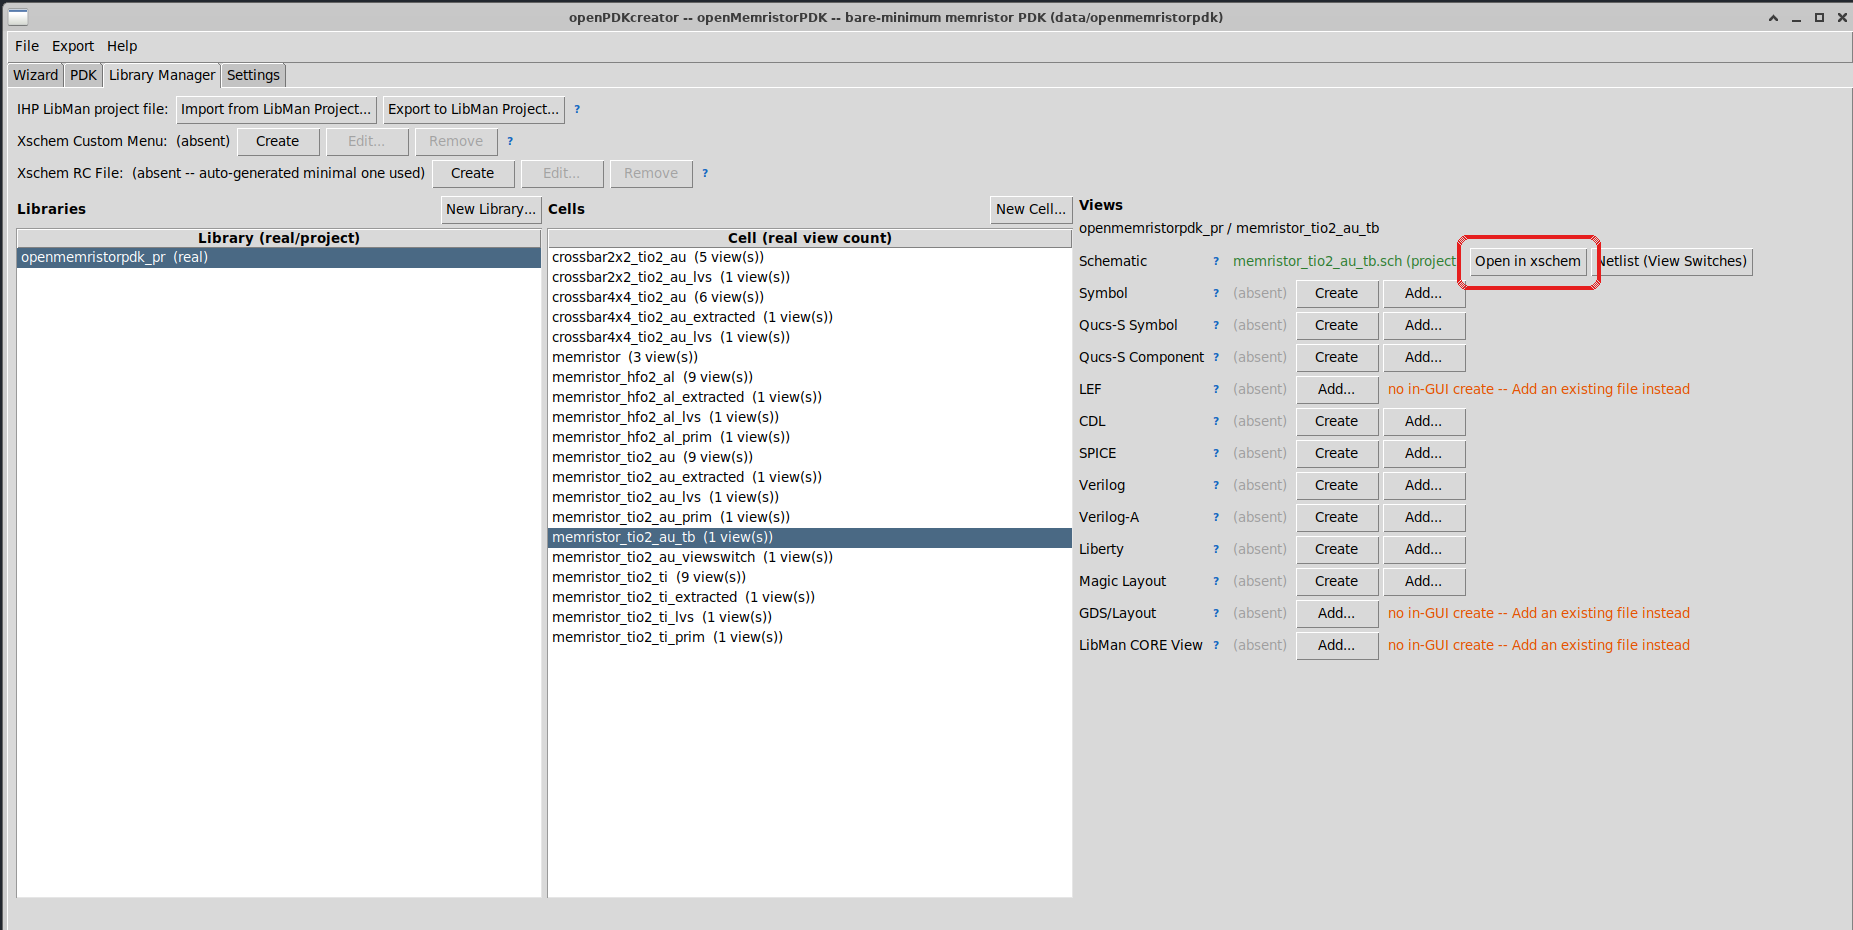 openPDKcreator -- openMemristorPDK -- bare-minimum memristor PDK (data/openmemristorpdk)
File Export Help
Wizard PDK Library Manager Settings
IHP LibMan project file: Import from LibMan Project... Export to LibMan Project... ?
Xschem Custom Menu: (absent) Create Edit... Remove ?
Xschem RC File: (absent -- auto-generated minimal one used) Create Edit... Remove ?
Libraries New Library...
Library (real/project)
openmemristorpdk_pr (real)
Cells New Cell...
Cell (real view count)
crossbar2x2_tio2_au (5 view(s))
crossbar2x2_tio2_au_lvs (1 view(s))
crossbar4x4_tio2_au (6 view(s))
crossbar4x4_tio2_au_extracted (1 view(s))
crossbar4x4_tio2_au_lvs (1 view(s))
memristor (3 view(s))
memristor_hfo2_al (9 view(s))
memristor_hfo2_al_extracted (1 view(s))
memristor_hfo2_al_lvs (1 view(s))
memristor_hfo2_al_prim (1 view(s))
memristor_tio2_au (9 view(s))
memristor_tio2_au_extracted (1 view(s))
memristor_tio2_au_lvs (1 view(s))
memristor_tio2_au_prim (1 view(s))
memristor_tio2_au_tb (1 view(s))
memristor_tio2_au_viewswitch (1 view(s))
memristor_tio2_ti (9 view(s))
memristor_tio2_ti_extracted (1 view(s))
memristor_tio2_ti_lvs (1 view(s))
memristor_tio2_ti_prim (1 view(s))
Views
openmemristorpdk_pr / memristor_tio2_au_tb
Schematic ? memristor_tio2_au_tb.sch (project Open in xschem Netlist (View Switches)
Symbol ? (absent) Create Add...
Qucs-S Symbol ? (absent) Create Add...
Qucs-S Component ? (absent) Create Add...
LEF ? (absent) Add... no in-GUI create -- Add an existing file instead
CDL ? (absent) Create Add...
SPICE ? (absent) Create Add...
Verilog ? (absent) Create Add...
Verilog-A ? (absent) Create Add...
Liberty ? (absent) Create Add...
Magic Layout ? (absent) Create Add...
GDS/Layout ? (absent) Add... no in-GUI create -- Add an existing file instead
LibMan CORE View ? (absent) Add... no in-GUI create -- Add an existing file instead